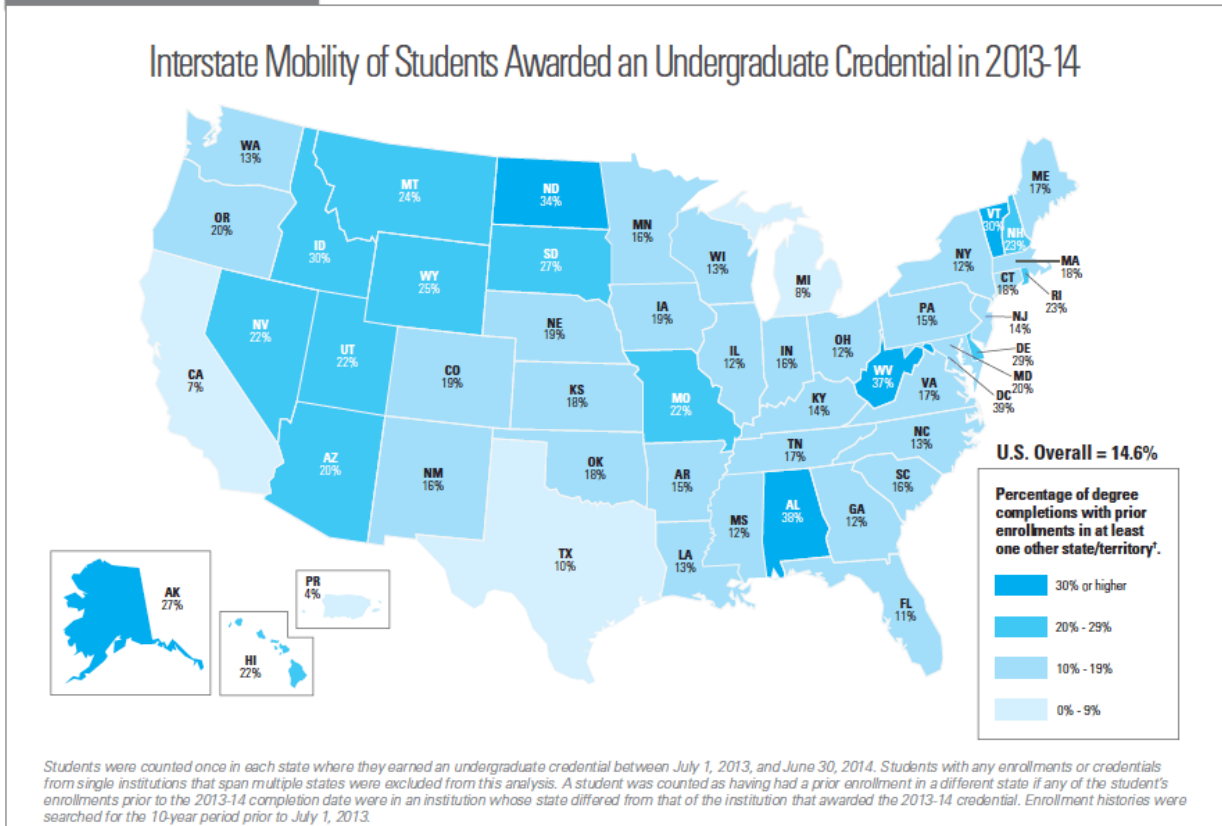 Interstate Mobility of Students Awarded an Undergraduate Credential in 2013-14
WA
13%
OR
20%
CA
7%
NV
22%
ID
30%
MT
24%
WY
25%
UT
22%
AZ
20%
CO
19%
NM
16%
ND
34%
SD
27%
NE
19%
KS
18%
OK
18%
TX
10%
MN
16%
IA
19%
MO
22%
AR
15%
LA
13%
WI
13%
IL
12%
MI
8%
IN
16%
OH
12%
KY
14%
TN
17%
MS
12%
AL
38%
GA
12%
FL
11%
SC
16%
NC
13%
VA
17%
WV
37%
PA
15%
NY
12%
VT
30%
NH
23%
ME
17%
MA
18%
CT
18%
RI
23%
NJ
14%
DE
29%
MD
20%
DC
39%
AK
27%
HI
22%
PR
4%
U.S. Overall = 14.6%
Percentage of degree
completions with prior
enrollments in at least
one other state/territory†.
30% or higher
20% - 29%
10% - 19%
0% - 9%
Students were counted once in each state where they earned an undergraduate credential between July 1, 2013, and June 30, 2014. Students with any enrollments or credentials
from single institutions that span multiple states were excluded from this analysis. A student was counted as having had a prior enrollment in a different state if any of the student's
enrollments prior to the 2013-14 completion date were in an institution whose state differed from that of the institution that awarded the 2013-14 credential. Enrollment histories were
searched for the 10-year period prior to July 1, 2013.